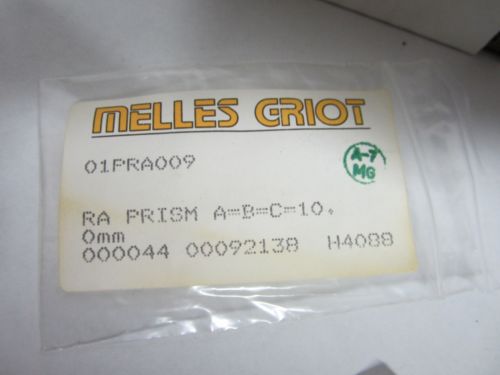 MELLES GRIOT
01PRA009
A-7
MG
RA PRISM A=B=C=10.
0mm
000044 00092138 H4088